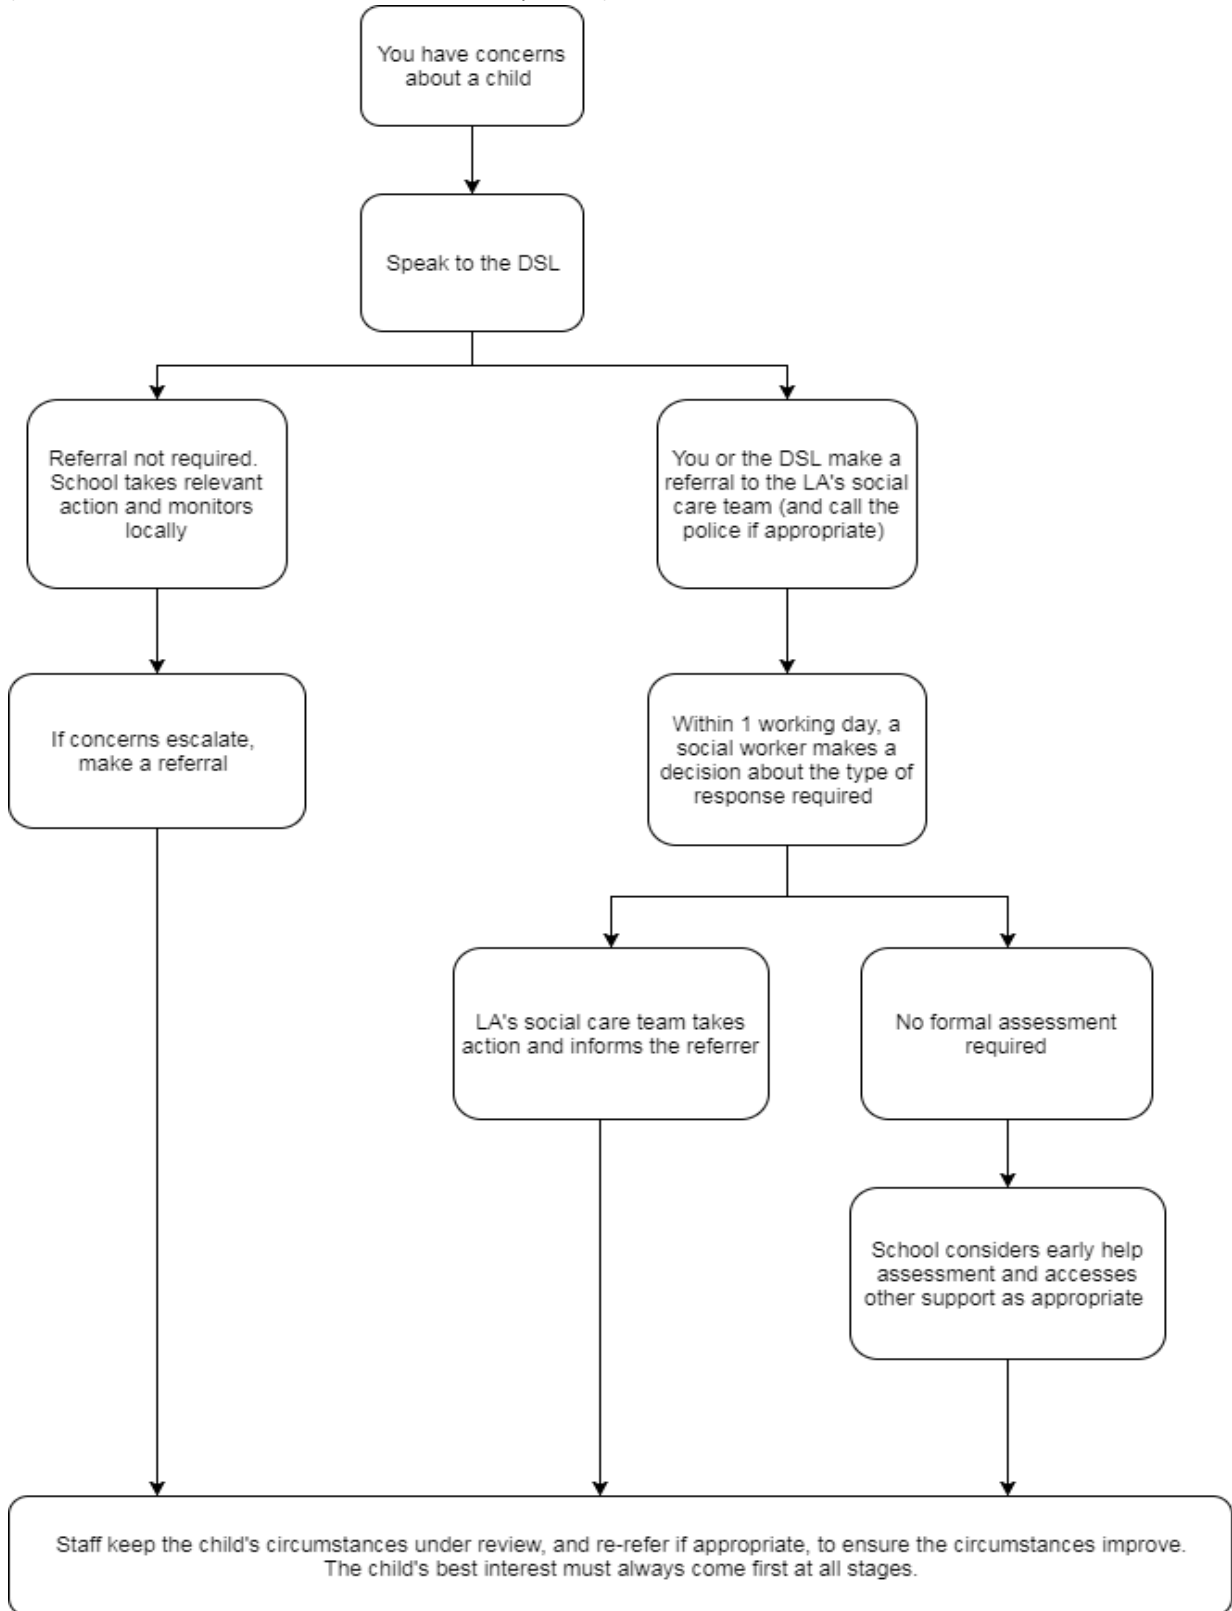 You have concerns
about a child
Speak to the DSL
Referral not required.
School takes relevant
action and monitors
locally
You or the DSL make a
referral to the LA's social
care team (and call the
police if appropriate)
If concerns escalate,
make a referral
Within 1 working day, a
social worker makes a
decision about the type of
response required
LA's social care team takes
action and informs the referrer
No formal assessment
required
School considers early help
assessment and accesses
other support as appropriate
Staff keep the child's circumstances under review, and re-refer if appropriate, to ensure the circumstances improve.
The child's best interest must always come first at all stages.